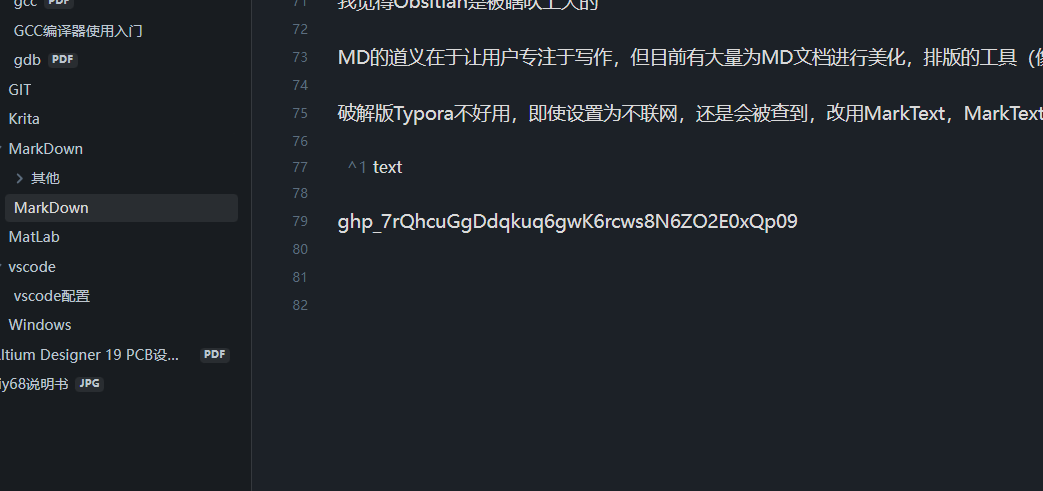 gcc PDF
GCC编译器使用入门
gdb PDF
GIT
Krita
MarkDown
其他
MarkDown
MatLab
vscode
vscode配置
Windows
ltium Designer 19 PCB设... PDF
iy68说明书 JPG
71 我觉得Obsitian是被瞎吹上天的
72
73 MD的道义在于让用户专注于写作，但目前有大量为MD文档进行美化，排版的工具（像
74
75 破解版Typora不好用，即使设置为不联网，还是会被查到，改用MarkText，MarkText
76
77 ^1 text
78
79 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
80
81
82